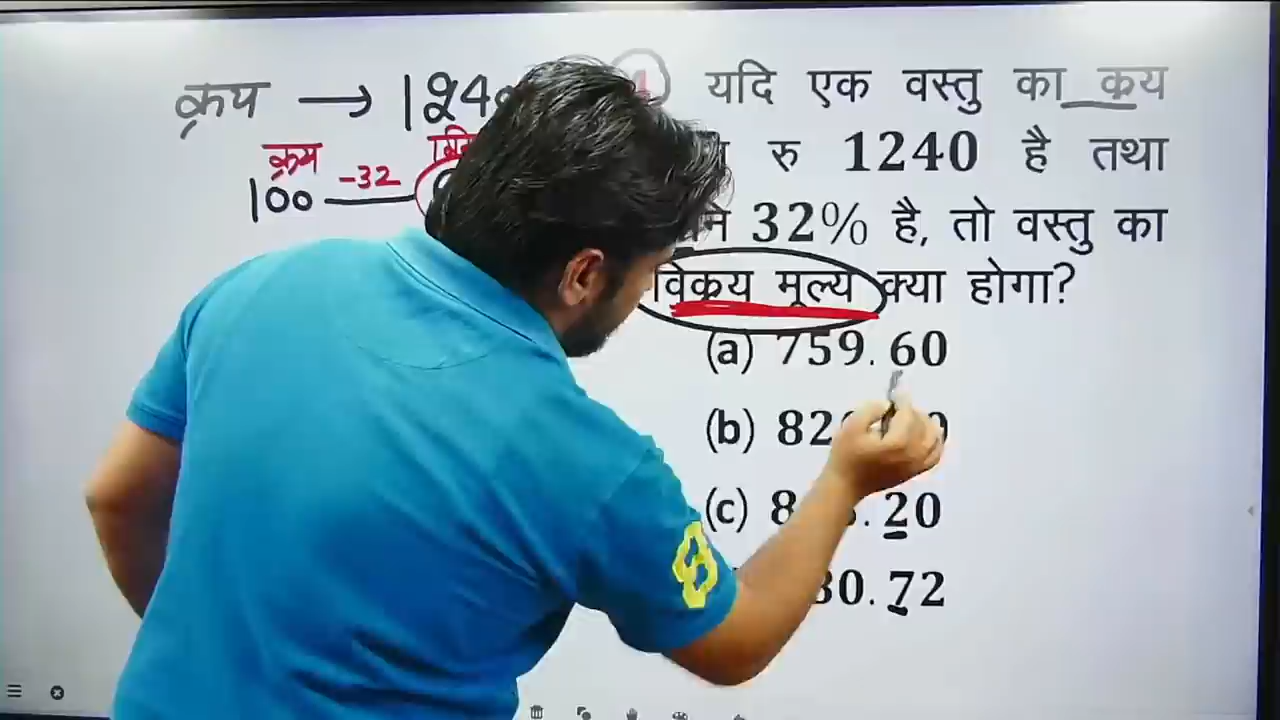 क्रय → 124
यदि एक वस्तु का क्रय
रु 1240 है तथा
क्रय
100 -32
32% है, तो वस्तु का
विक्रय मूल्य क्या होगा?
(a) 759.60
(b) 82
(c) 8 .20
30.72